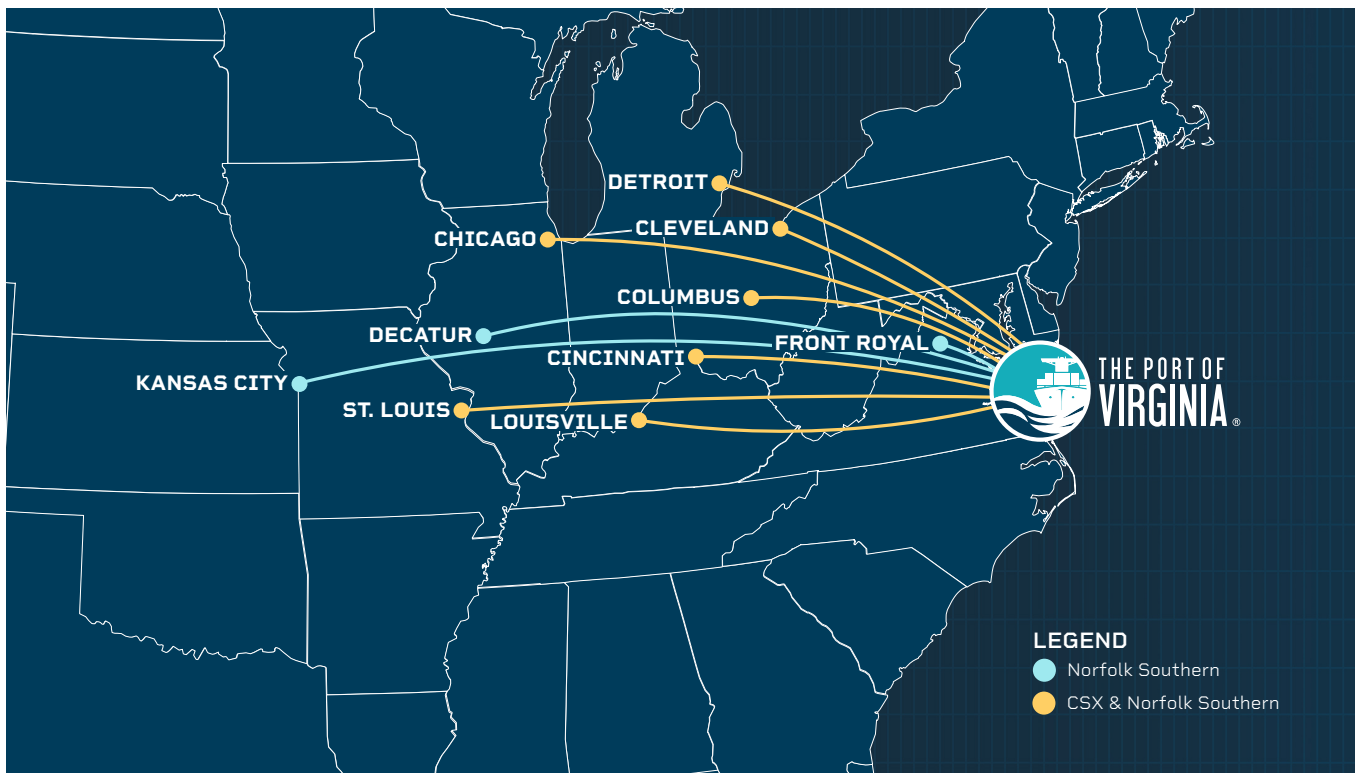 DETROIT
CLEVELAND
CHICAGO
COLUMBUS
DECATUR
FRONT ROYAL
CINCINNATI
KANSAS CITY
ST. LOUIS
LOUISVILLE
THE PORT OF
VIRGINIA®
LEGEND
Norfolk Southern
CSX & Norfolk Southern